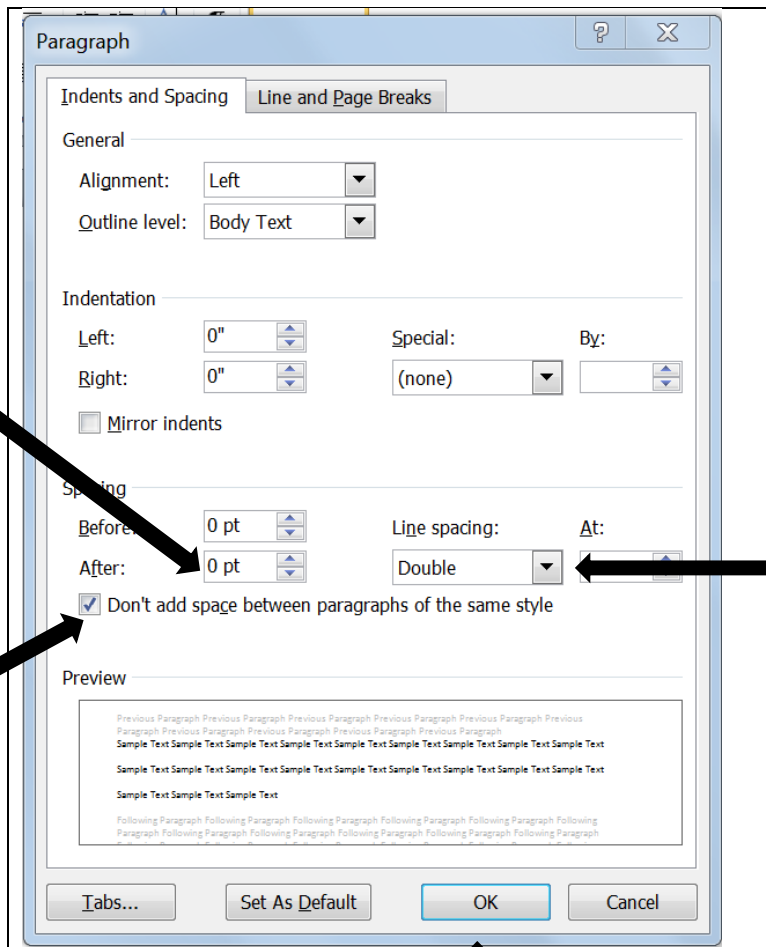 Paragraph
Indents and Spacing Line and Page Breaks
General
Alignment: Left
Outline level: Body Text
Indentation
Left: 0" Special: By:
Right: 0" (none)
Mirror indents
Spacing
Before: 0 pt Line spacing: At:
After: 0 pt Double
Don't add space between paragraphs of the same style
Preview
Previous Paragraph Previous Paragraph Previous Paragraph Previous Paragraph Previous Paragraph Previous
Paragraph Previous Paragraph Previous Paragraph Previous Paragraph Previous Paragraph
Sample Text Sample Text Sample Text Sample Text Sample Text Sample Text Sample Text Sample Text Sample Text
Sample Text Sample Text Sample Text Sample Text Sample Text Sample Text Sample Text Sample Text Sample Text
Sample Text Sample Text Sample Text
Following Paragraph Following Paragraph Following Paragraph Following Paragraph Following Paragraph Following
Paragraph Following Paragraph Following Paragraph Following Paragraph Following Paragraph Following Paragraph
Tabs... Set As Default OK Cancel